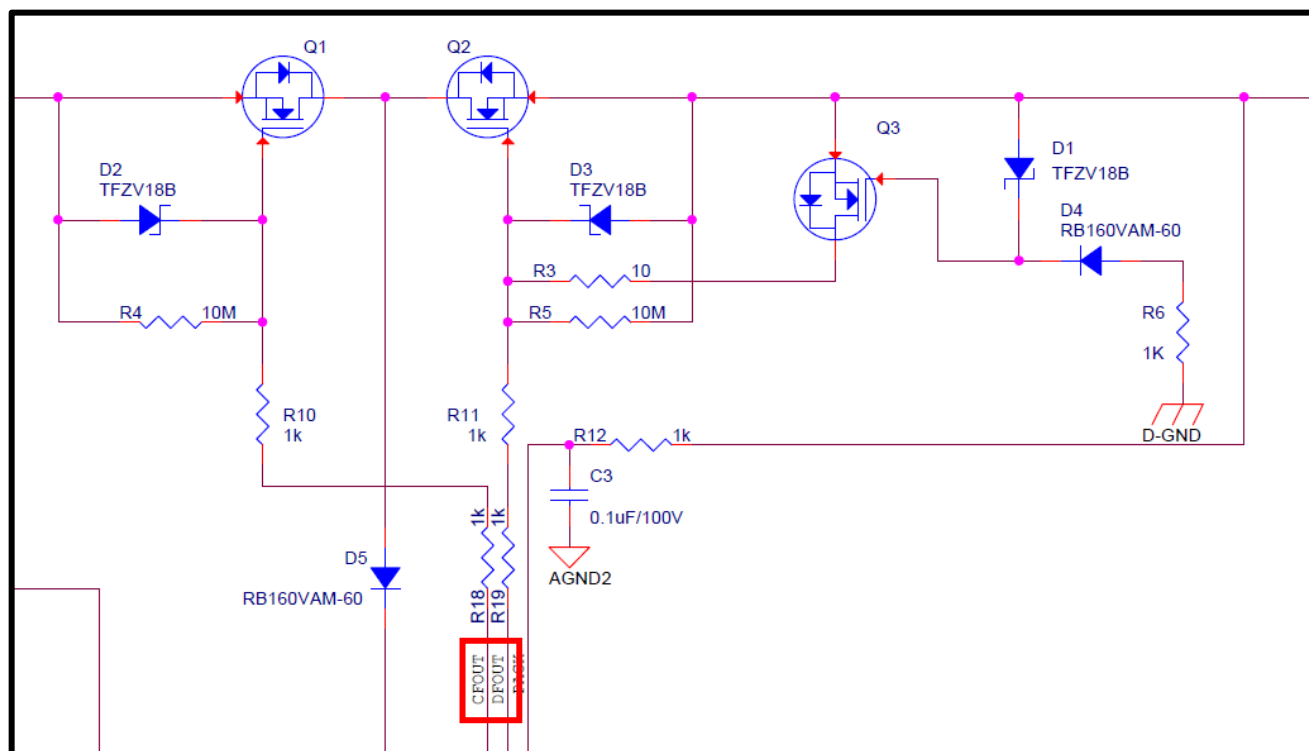 Q1
Q2
Q3
D2
TFZV18B
D3
TFZV18B
D1
TFZV18B
D4
RB160VAM-60
R3 10
R4 10M
R5 10M
R6
1K
D-GND
R10
1k
R11
1k
R12 1k
C3
0.1uF/100V
AGND2
D5
RB160VAM-60
1k
1k
R18
R19
CFOUT
DFOUT